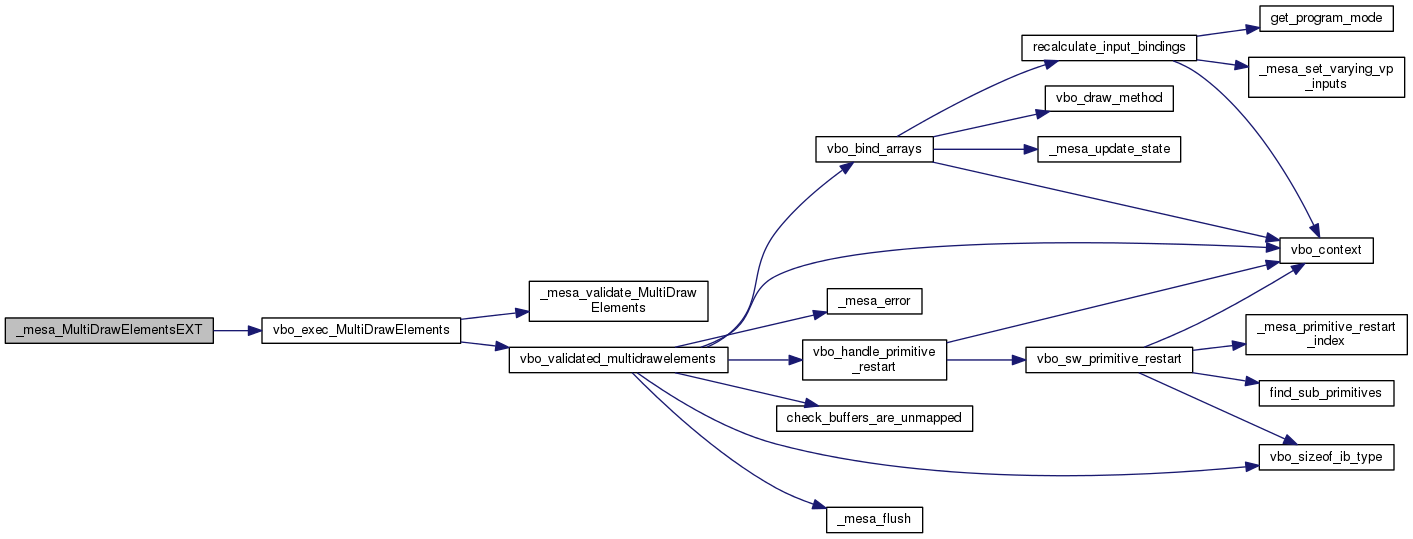 _mesa_MultiDrawElementsEXT
vbo_exec_MultiDrawElements
_mesa_validate_MultiDraw
Elements
vbo_validated_multidrawelements
vbo_bind_arrays
_mesa_error
vbo_handle_primitive
_restart
check_buffers_are_unmapped
_mesa_flush
recalculate_input_bindings
vbo_draw_method
_mesa_update_state
vbo_sw_primitive_restart
get_program_mode
_mesa_set_varying_vp
_inputs
vbo_context
_mesa_primitive_restart
_index
find_sub_primitives
vbo_sizeof_ib_type